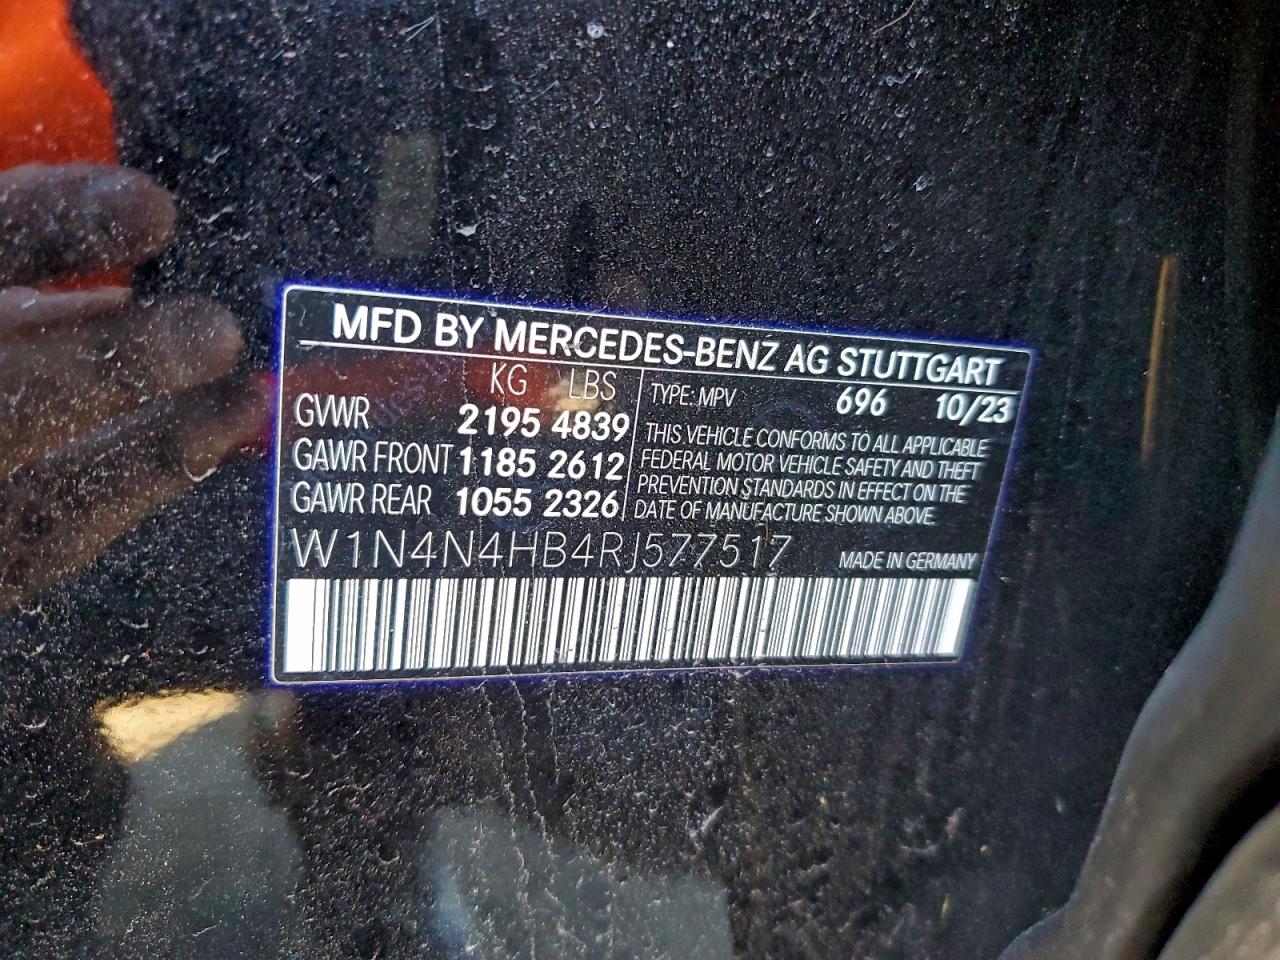 MFD BY MERCEDES-BENZ AG STUTTGART
KG LBS
GVWR 2195 4839
GAWR FRONT 1185 2612
GAWR REAR 1055 2326
TYPE: MPV 696 10/23
THIS VEHICLE CONFORMS TO ALL APPLICABLE
FEDERAL MOTOR VEHICLE SAFETY AND THEFT
PREVENTION STANDARDS IN EFFECT ON THE
DATE OF MANUFACTURE SHOWN ABOVE.
W1N4N4HB4RJ577517 MADE IN GERMANY